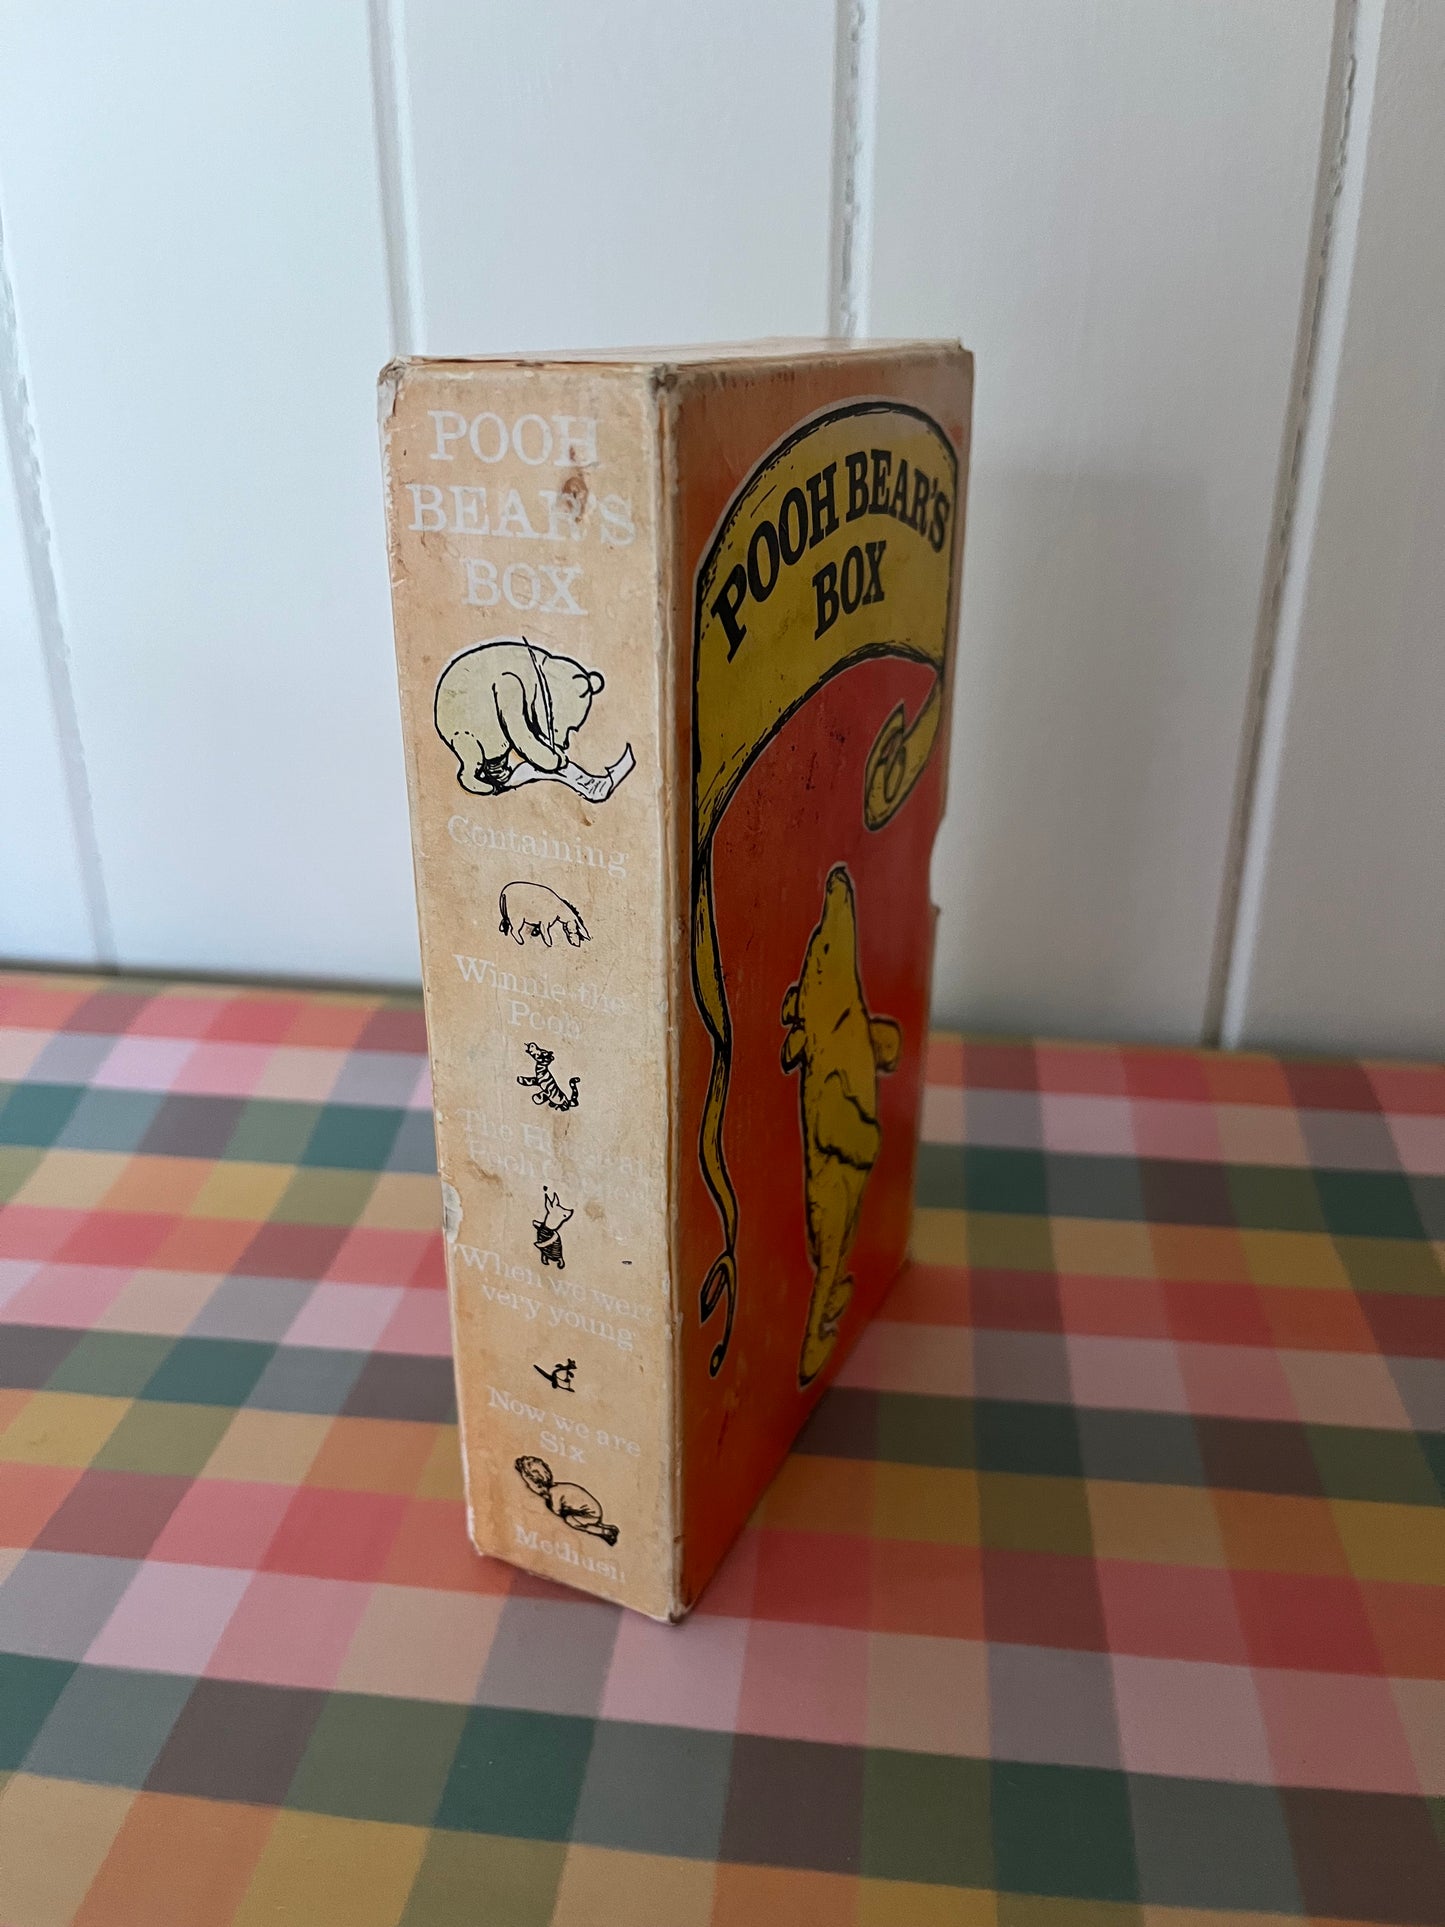 POOH
BEAR'S
BOX
Containing
Winnie-the
Pooh
The House at
Pooh Corner
When we were
very young
Now we are
Six
Methuen
POOH BEAR'S
BOX